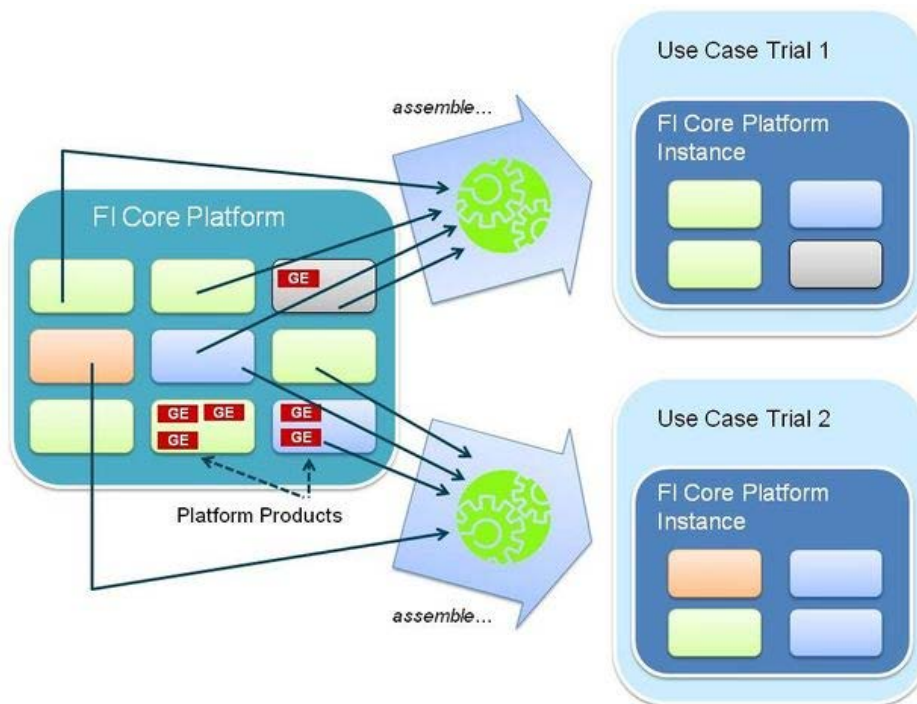 assemble...
Use Case Trial 1
FI Core Platform
Instance
FI Core Platform
GE
GE GE
GE
GE
GE
Platform Products
assemble...
Use Case Trial 2
FI Core Platform
Instance